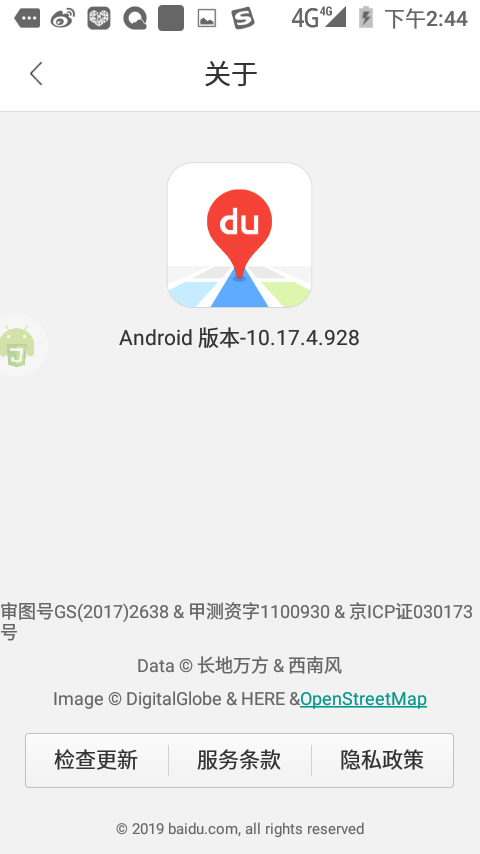 4G 4G 下午2:44
关于
du
Android 版本-10.17.4.928
审图号GS(2017)2638 & 甲测资字1100930 & 京ICP证030173
号
Data © 长地万方 & 西南风
Image © DigitalGlobe & HERE &OpenStreetMap
检查更新 服务条款 隐私政策
© 2019 baidu.com, all rights reserved